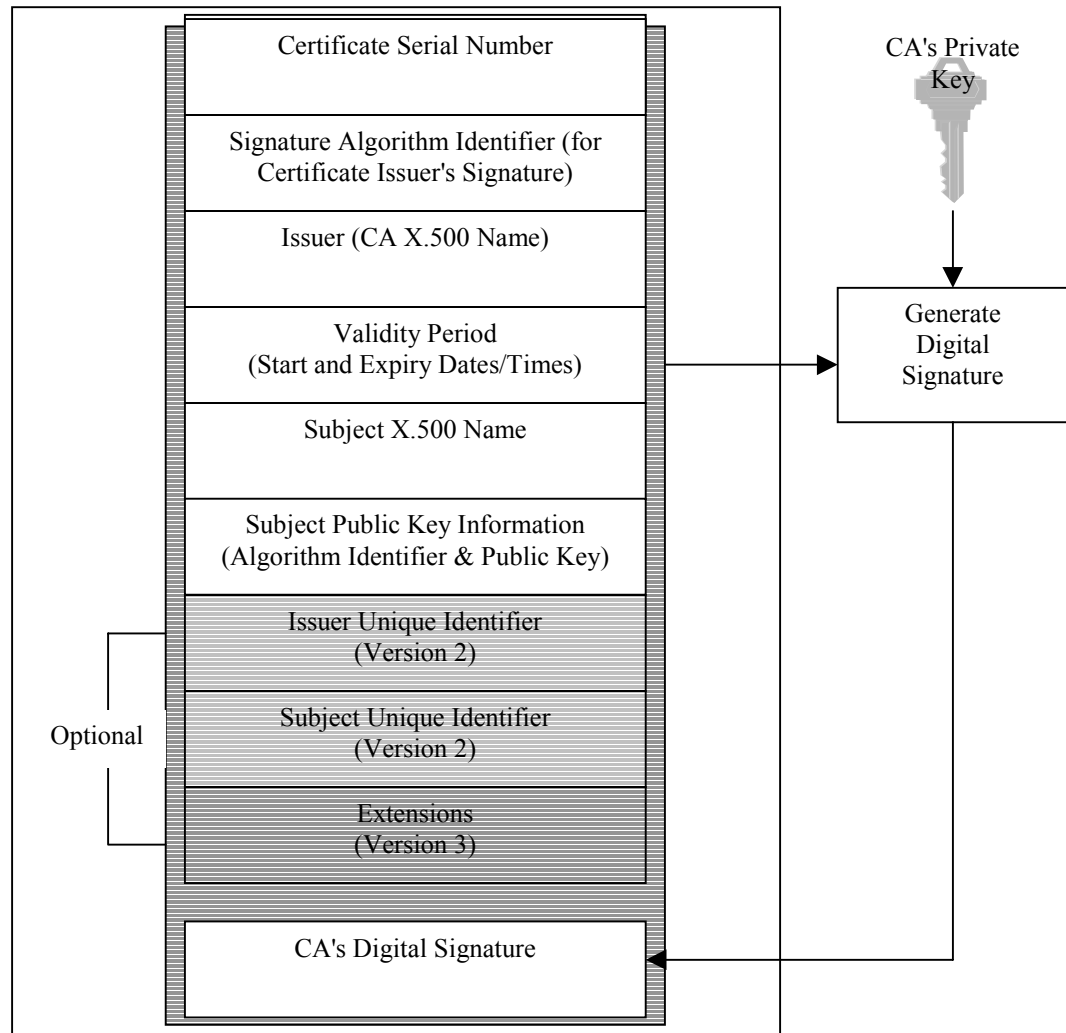 Certificate Serial Number
CA's Private
Key
Signature Algorithm Identifier (for
Certificate Issuer's Signature)
Issuer (CA X.500 Name)
Generate
Digital
Signature
Validity Period
(Start and Expiry Dates/Times)
Subject X.500 Name
Subject Public Key Information
(Algorithm Identifier & Public Key)
Issuer Unique Identifier
(Version 2)
Optional
Subject Unique Identifier
(Version 2)
Extensions
(Version 3)
CA's Digital Signature